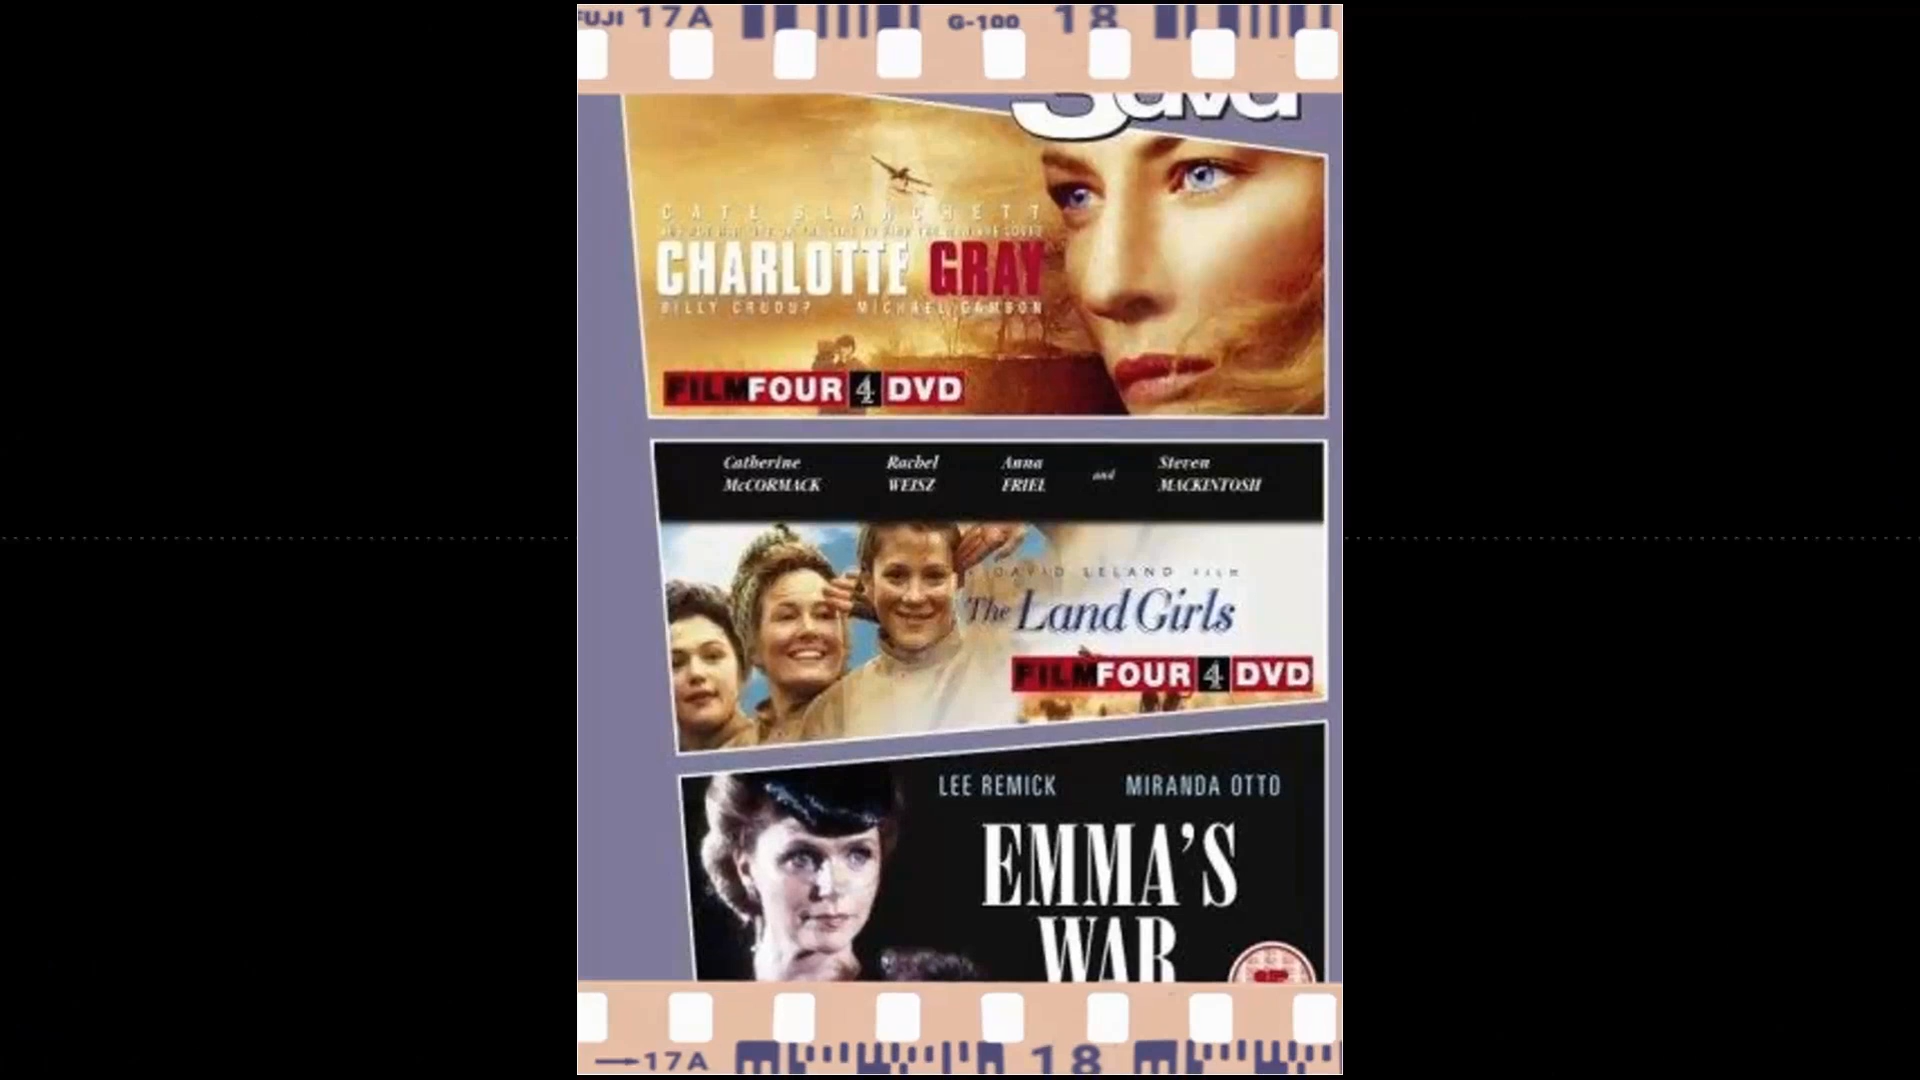 FUJI 17A G-100 18
3dvd
CATE BLANCHETT
CHARLOTTE GRAY
BILLY CRUDUP MICHAEL GAMBON
FILMFOUR 4 DVD
Catherine Rachel Anna and Steven
McCORMACK WEISZ FRIEL MACKINTOSH
A DAVID LELAND FILM
The Land Girls
FILMFOUR 4 DVD
LEE REMICK MIRANDA OTTO
EMMA'S
WAR
17A 18